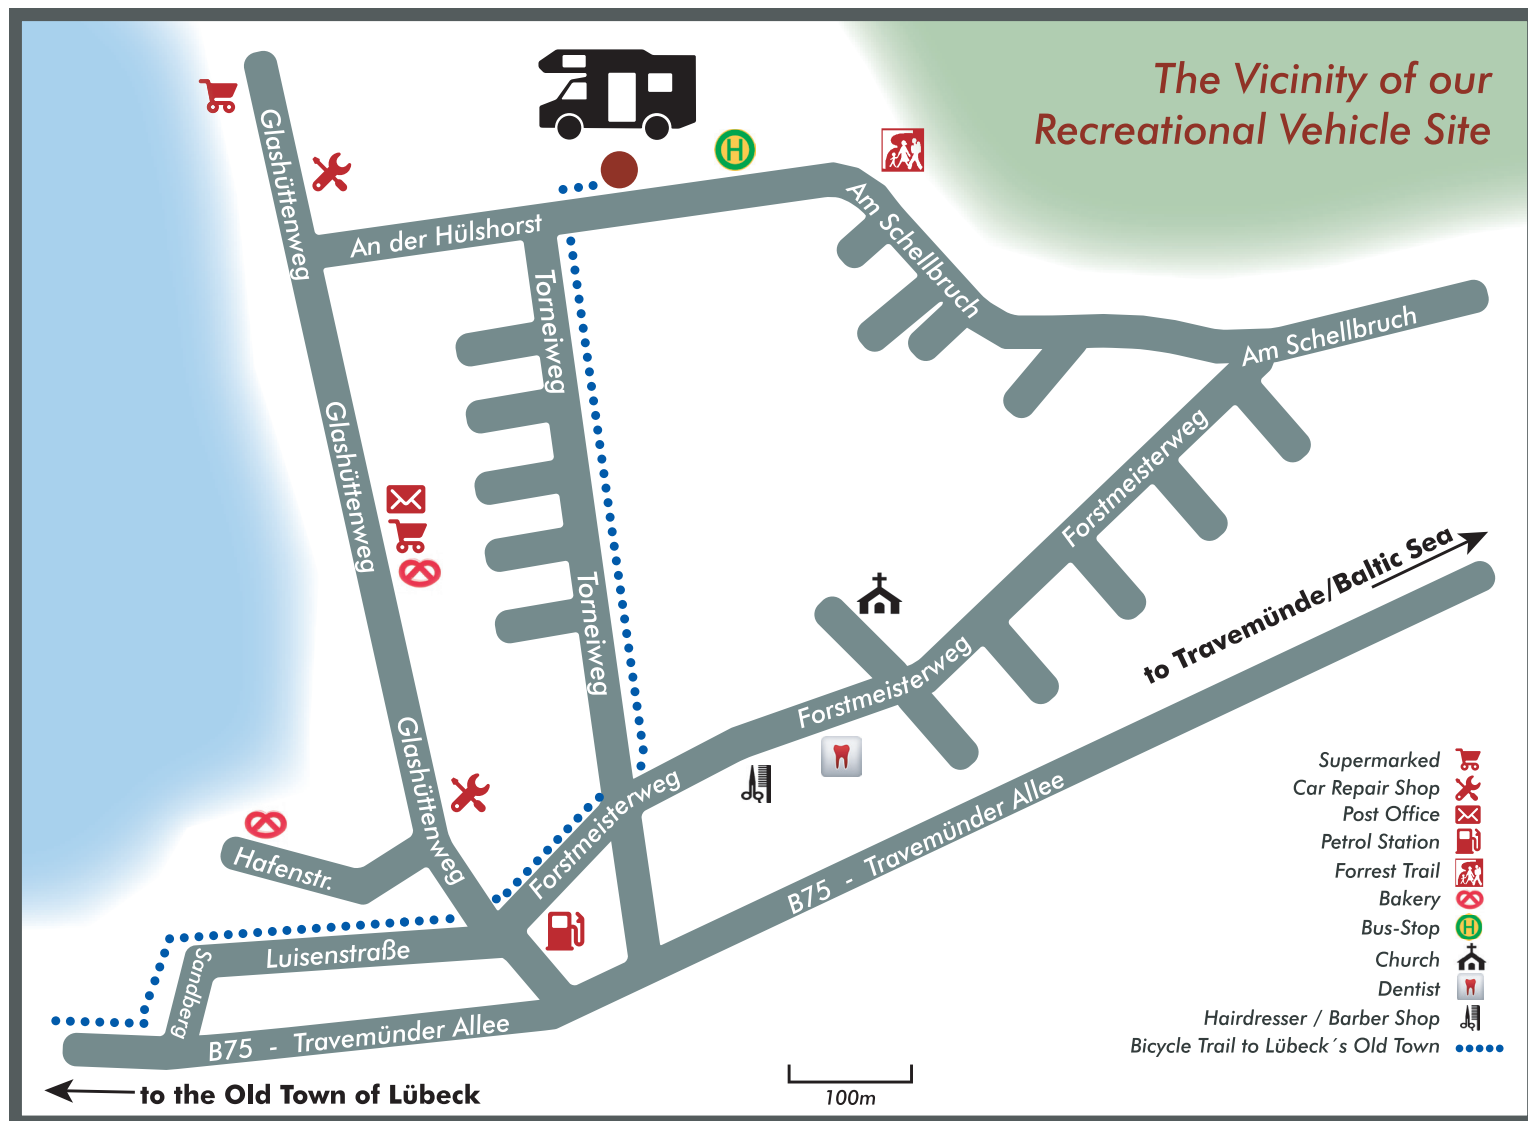 The Vicinity of our
Recreational Vehicle Site
Glashüttenweg
H
An der Hülshorst
Am Schellbruch
Torneiweg
Am Schellbruch
Glashüttenweg
Forstmeisterweg
to Travemünde/Baltic Sea
Torneiweg
Forstmeisterweg
Glashüttenweg
Forstmeisterweg
Hafenstr.
B75 - Travemünder Allee
Luisenstraße
Sandberg
B75 - Travemünder Allee
to the Old Town of Lübeck
100m
Supermarked
Car Repair Shop
Post Office
Petrol Station
Forrest Trail
Bakery
Bus-Stop H
Church
Dentist
Hairdresser / Barber Shop
Bicycle Trail to Lübeck´s Old Town